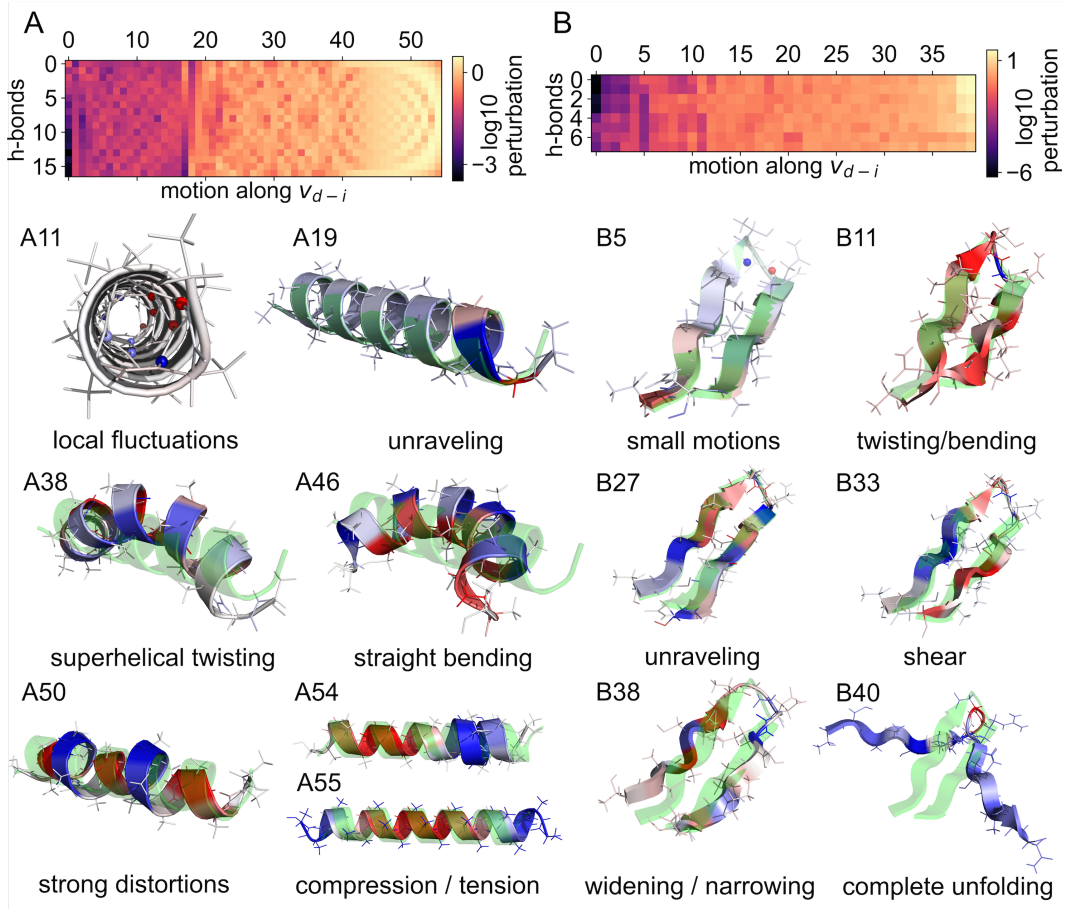 A
0 10 20 30 40 50
h-bonds
0
5
10
15
motion along v_{d-i}
0
-3
log10
perturbation
B
0 5 10 15 20 25 30 35
h-bonds
0
2
4
6
motion along v_{d-i}
1
-6
log10
perturbation
A11
local fluctuations
A19
unraveling
B5
small motions
B11
twisting/bending
A38
superhelical twisting
A46
straight bending
B27
unraveling
B33
shear
A50
strong distortions
A54
A55
compression / tension
B38
widening / narrowing
B40
complete unfolding